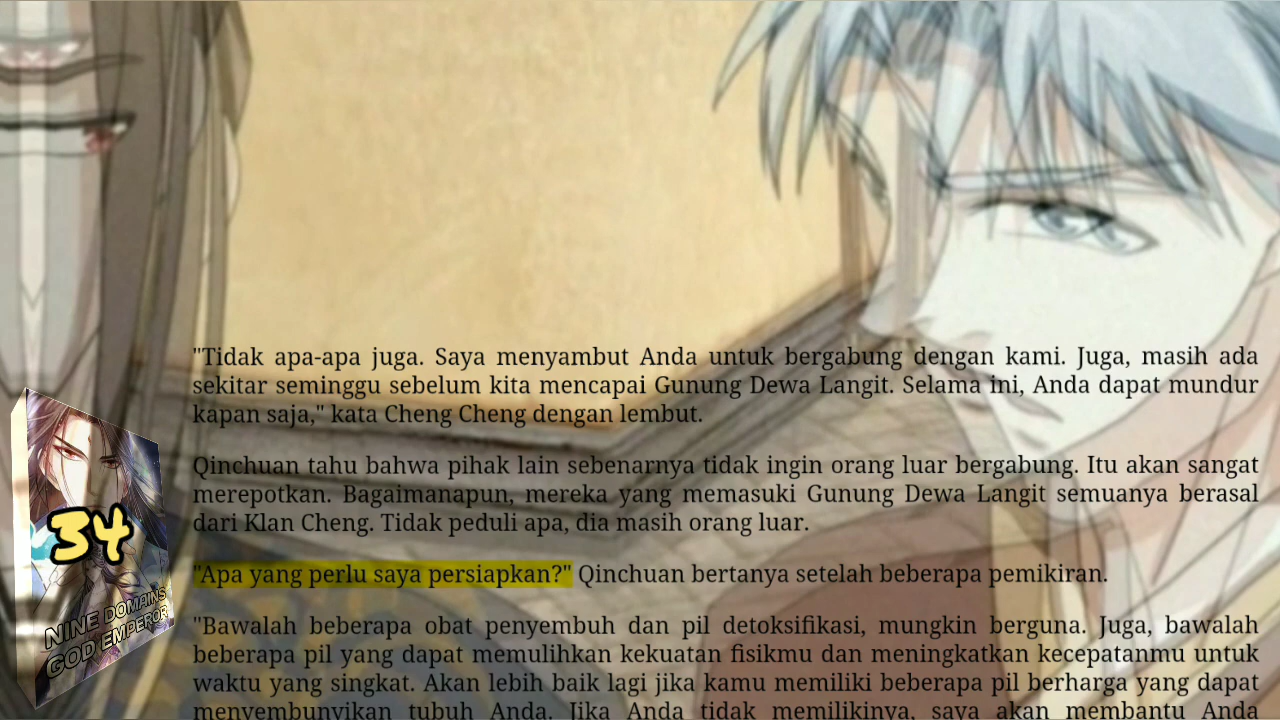 "Tidak apa-apa juga. Saya menyambut Anda untuk bergabung dengan kami. Juga, masih ada
sekitar seminggu sebelum kita mencapai Gunung Dewa Langit. Selama ini, Anda dapat mundur
kapan saja," kata Cheng Cheng dengan lembut.
Qinchuan tahu bahwa pihak lain sebenarnya tidak ingin orang luar bergabung. Itu akan sangat
merepotkan. Bagaimanapun, mereka yang memasuki Gunung Dewa Langit semuanya berasal
dari Klan Cheng. Tidak peduli apa, dia masih orang luar.
"Apa yang perlu saya persiapkan?" Qinchuan bertanya setelah beberapa pemikiran.
"Bawalah beberapa obat penyembuh dan pil detoksifikasi, mungkin berguna. Juga, bawalah
beberapa pil yang dapat memulihkan kekuatan fisikmu dan meningkatkan kecepatanmu untuk
waktu yang singkat. Akan lebih baik lagi jika kamu memiliki beberapa pil berharga yang dapat
menyembunyikan tubuh Anda. Jika Anda tidak memilikinya, saya akan membantu Anda
34
NINE DOMAINS
GOD EMPEROR